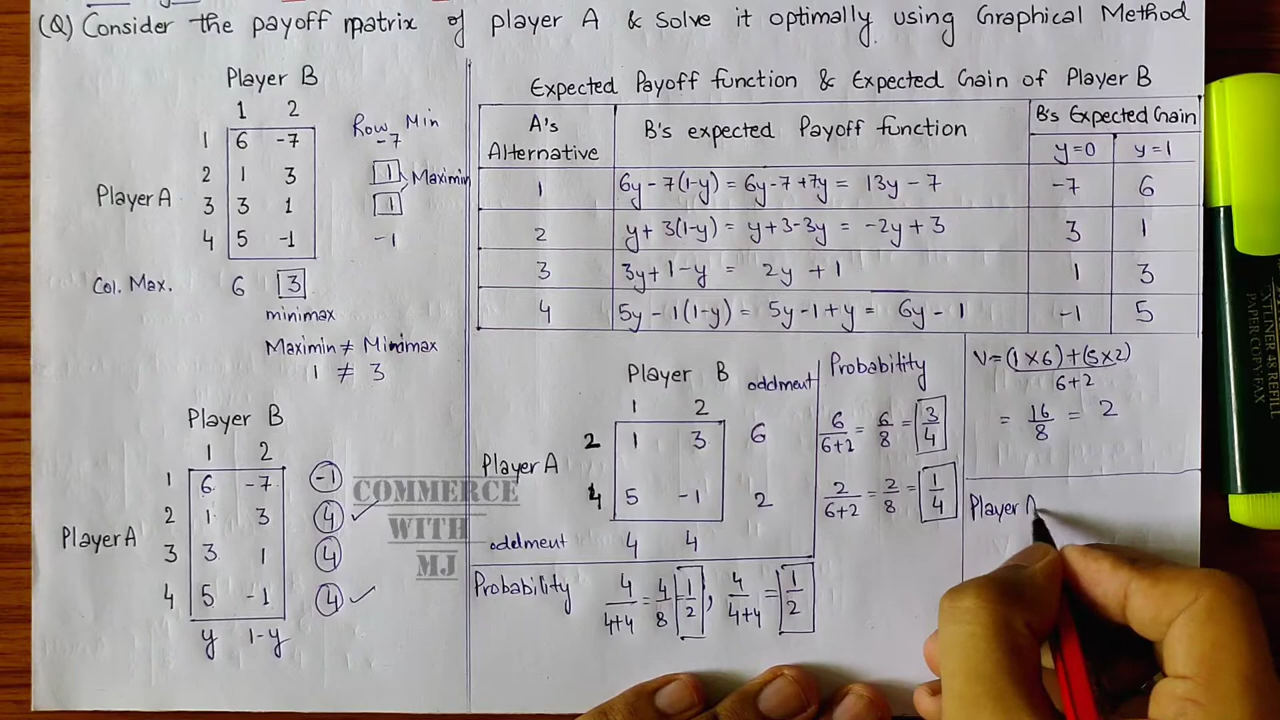 (Q) Consider the payoff matrix of player A & Solve it optimally using Graphical Method
Player B
1 2
Row Min
1 6 -7 -7
2 1 3 1
Maximin
Player A
3 3 1 1
4 5 -1 -1
Col. Max. 6 3
minimax
Maximin ≠ Minimax
1 ≠ 3
Player B
1 2
1 6 -7 -1
2 1 3 4 ✓
Player A
3 3 1 4
4 5 -1 4 ✓
y 1-y
Expected Payoff function & Expected Gain of Player B
A's Alternative
B's expected Payoff function
B's Expected Gain
y=0 y=1
1 6y-7(1-y) = 6y-7+7y = 13y-7 -7 6
2 y+3(1-y) = y+3-3y = -2y+3 3 1
3 3y+1-y = 2y+1 1 3
4 5y-1(1-y) = 5y-1+y = 6y-1 -1 5
Player B oddment
1 2
2 1 3 6
Player A
4 5 -1 2
oddment 4 4
Probability
6/6+2 = 6/8 = 3/4
2/6+2 = 2/8 = 1/4
Probability 4/4+4 = 4/8 = 1/2, 4/4+4 = 1/2
V = (1×6)+(5×2)/6+2
= 16/8 = 2
Player A
COMMERCE
WITH
MJ